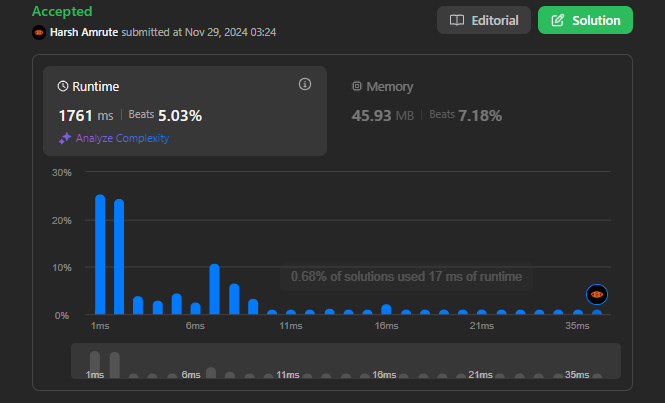 Accepted
Editorial
Solution
Harsh Amrute submitted at Nov 29, 2024 03:24
Runtime
1761 ms | Beats 5.03%
Analyze Complexity
Memory
45.93 MB | Beats 7.18%
30%
20%
10%
0%
0.68% of solutions used 17 ms of runtime
1ms 6ms 11ms 16ms 21ms 35ms
1ms 6ms 11ms 16ms 21ms 35ms